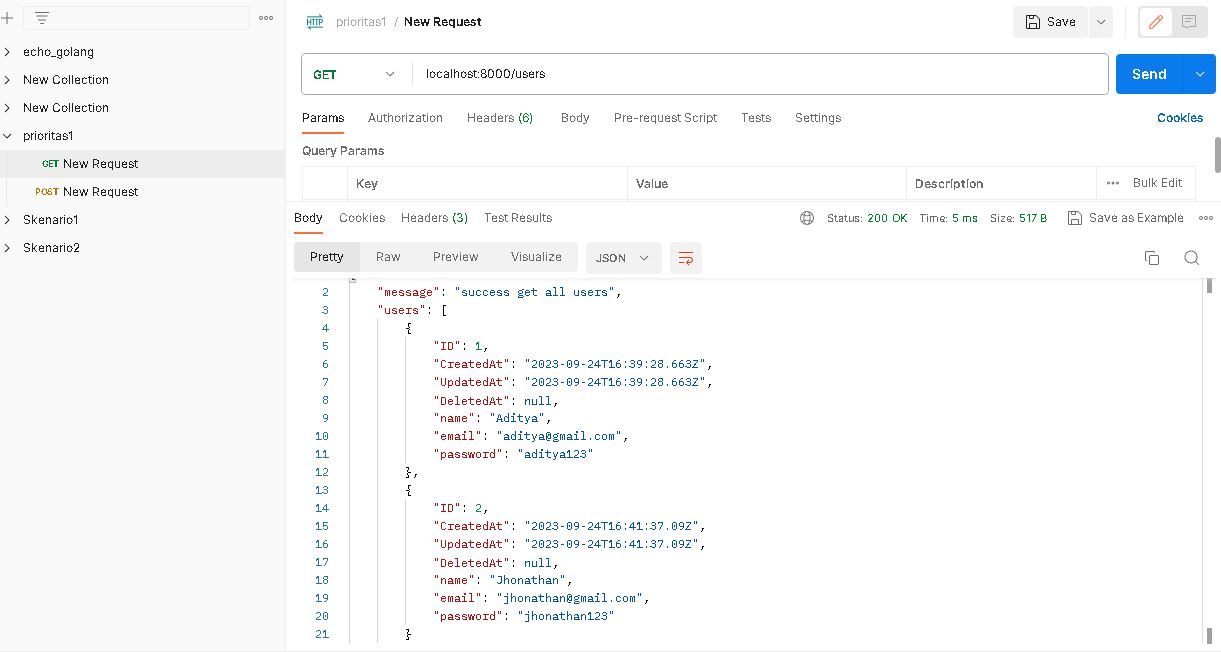 HTTP prioritas1 / New Request Save
echo_golang
New Collection
New Collection
prioritas1
GET New Request
POST New Request
Skenario1
Skenario2
GET localhost:8000/users Send
Params Authorization Headers (6) Body Pre-request Script Tests Settings Cookies
Query Params
Key Value Description Bulk Edit
Body Cookies Headers (3) Test Results Status: 200 OK Time: 5 ms Size: 517 B Save as Example
Pretty Raw Preview Visualize JSON
2 "message": "success get all users",
3 "users": [
4 {
5 "ID": 1,
6 "CreatedAt": "2023-09-24T16:39:28.663Z",
7 "UpdatedAt": "2023-09-24T16:39:28.663Z",
8 "DeletedAt": null,
9 "name": "Aditya",
10 "email": "aditya@gmail.com",
11 "password": "aditya123"
12 },
13 {
14 "ID": 2,
15 "CreatedAt": "2023-09-24T16:41:37.09Z",
16 "UpdatedAt": "2023-09-24T16:41:37.09Z",
17 "DeletedAt": null,
18 "name": "Jhonathan",
19 "email": "jhonathan@gmail.com",
20 "password": "jhonathan123"
21 }